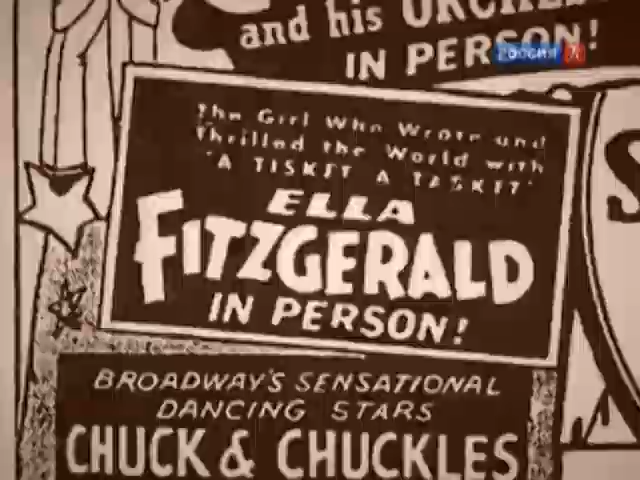 and his ORCHES
IN PERSON!
РОССИЯ К
The Girl Who Wrote and
Thrilled the World with
"A TISKET A TASKET"
ELLA
FITZGERALD
IN PERSON!
BROADWAY'S SENSATIONAL
DANCING STARS
CHUCK & CHUCKLES
S